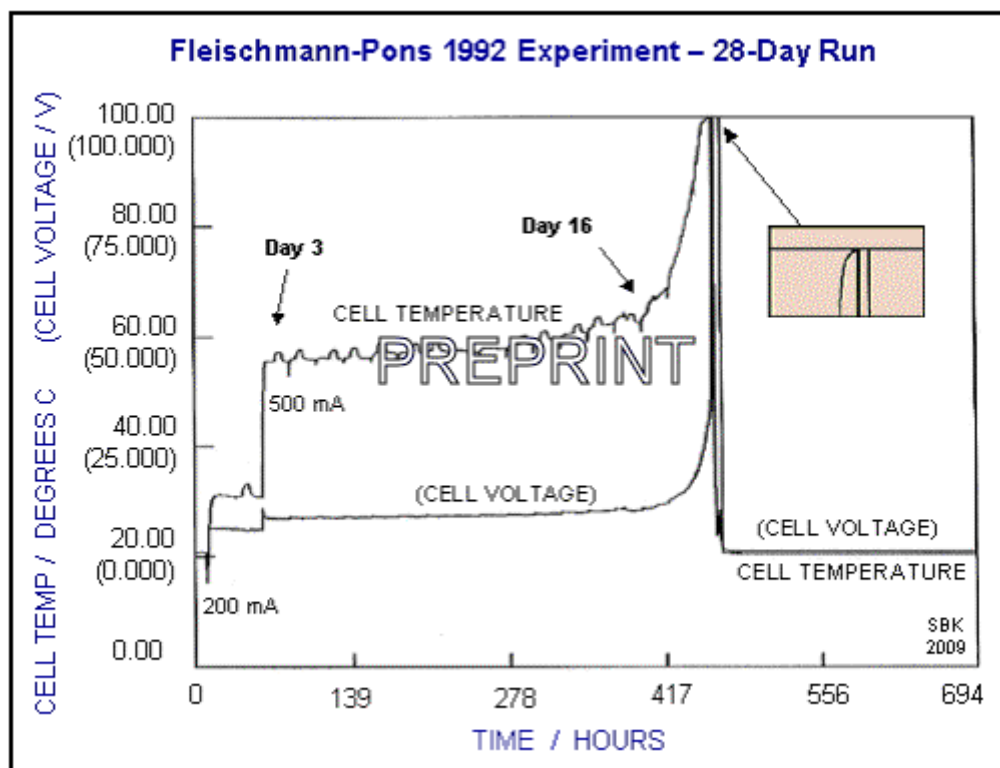 Fleischmann-Pons 1992 Experiment – 28-Day Run
CELL TEMP / DEGREES C (CELL VOLTAGE / V)
100.00
(100.000)
80.00
(75.000)
60.00
(50.000)
40.00
(25.000)
20.00
(0.000)
0.00
Day 3
Day 16
CELL TEMPERATURE
PREPRINT
500 mA
(CELL VOLTAGE)
200 mA
(CELL VOLTAGE)
CELL TEMPERATURE
SBK
2009
0
139
278
417
556
694
TIME / HOURS